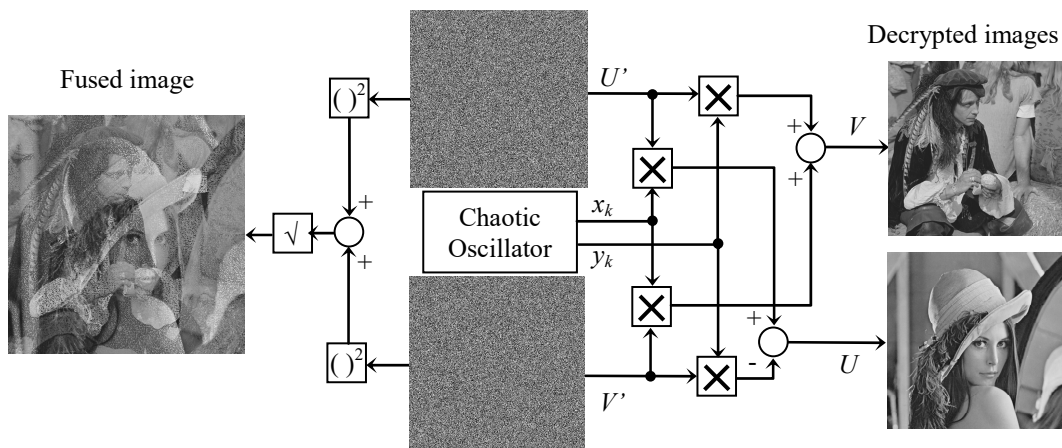 Decrypted images
Fused image
( )²
U’
+
V
+
+
Chaotic
Oscillator
x_k
y_k
√
+
+
+
-
U
( )²
V’